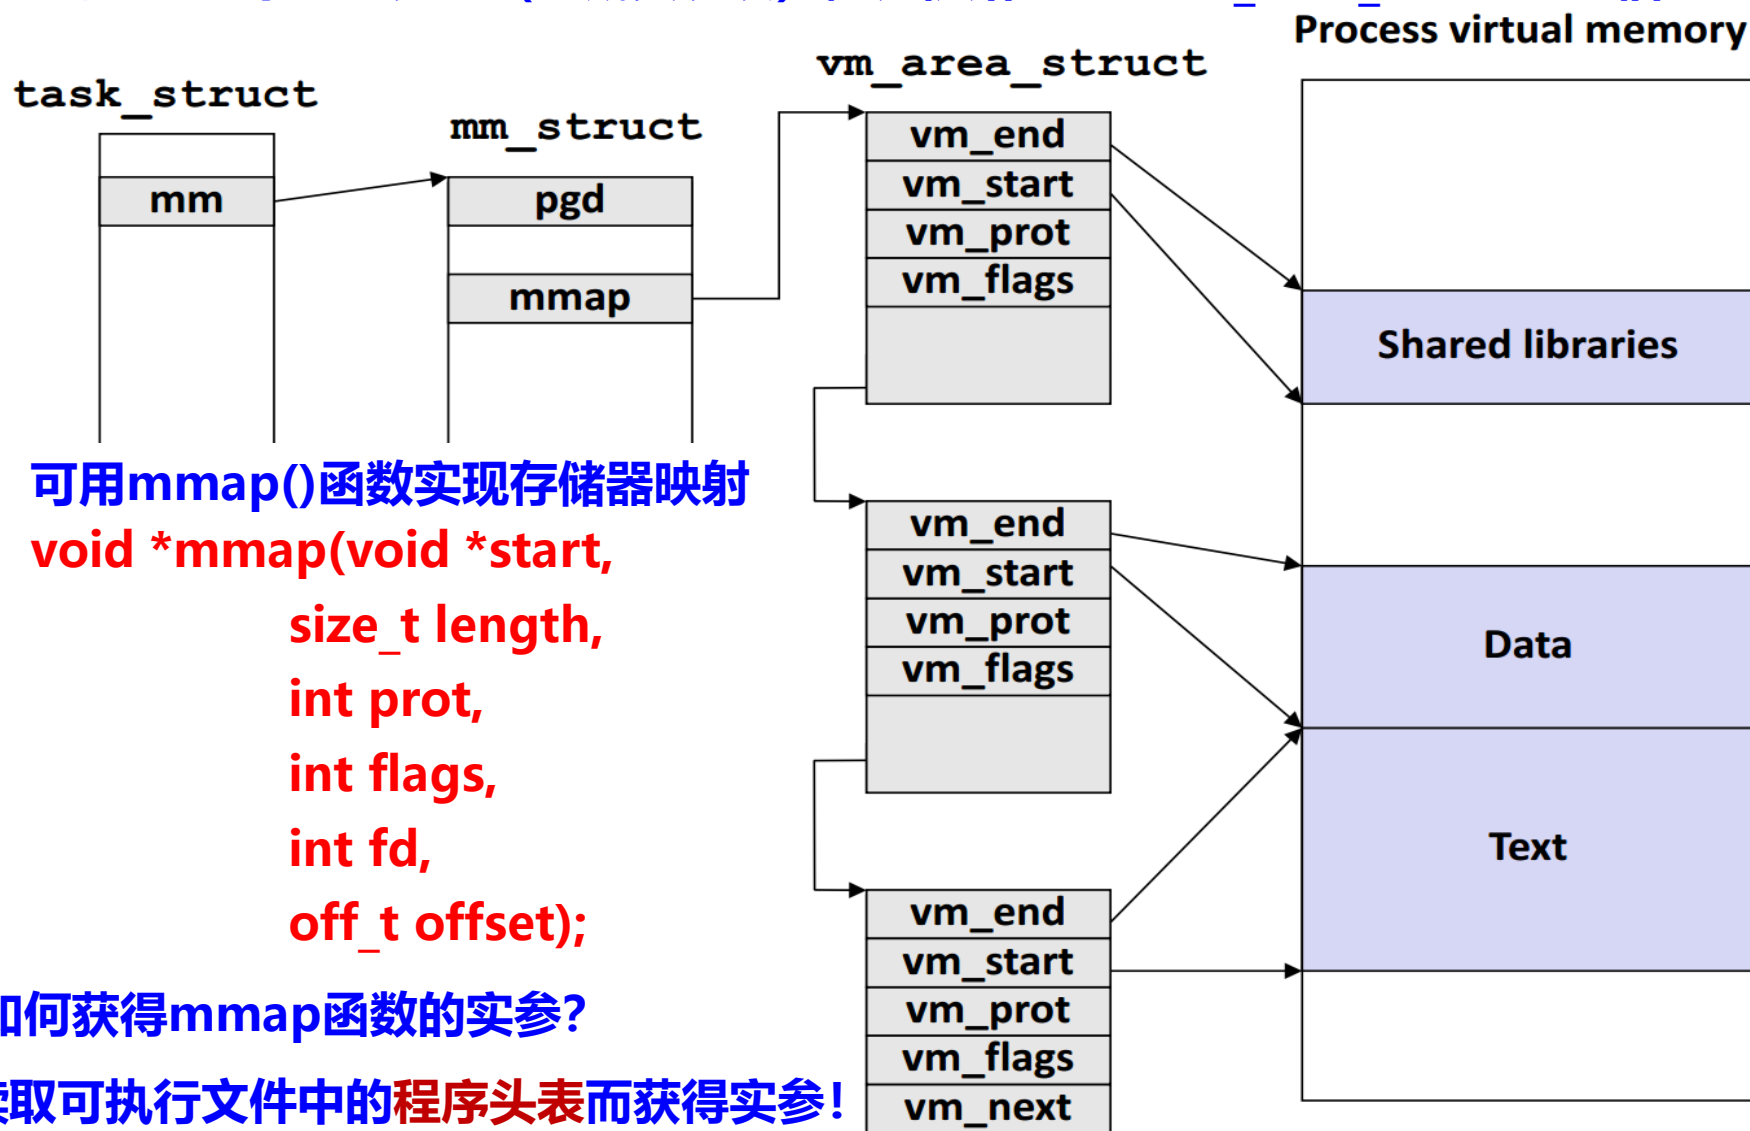 Process virtual memory
vm_area_struct
task_struct
mm_struct
mm
pgd
mmap
vm_end
vm_start
vm_prot
vm_flags
Shared libraries
可用mmap()函数实现存储器映射
void *mmap(void *start,
size_t length,
int prot,
int flags,
int fd,
off_t offset);
vm_end
vm_start
vm_prot
vm_flags
Data
Text
vm_end
vm_start
vm_prot
vm_flags
vm_next
如何获得mmap函数的实参？
读取可执行文件中的程序头表而获得实参！